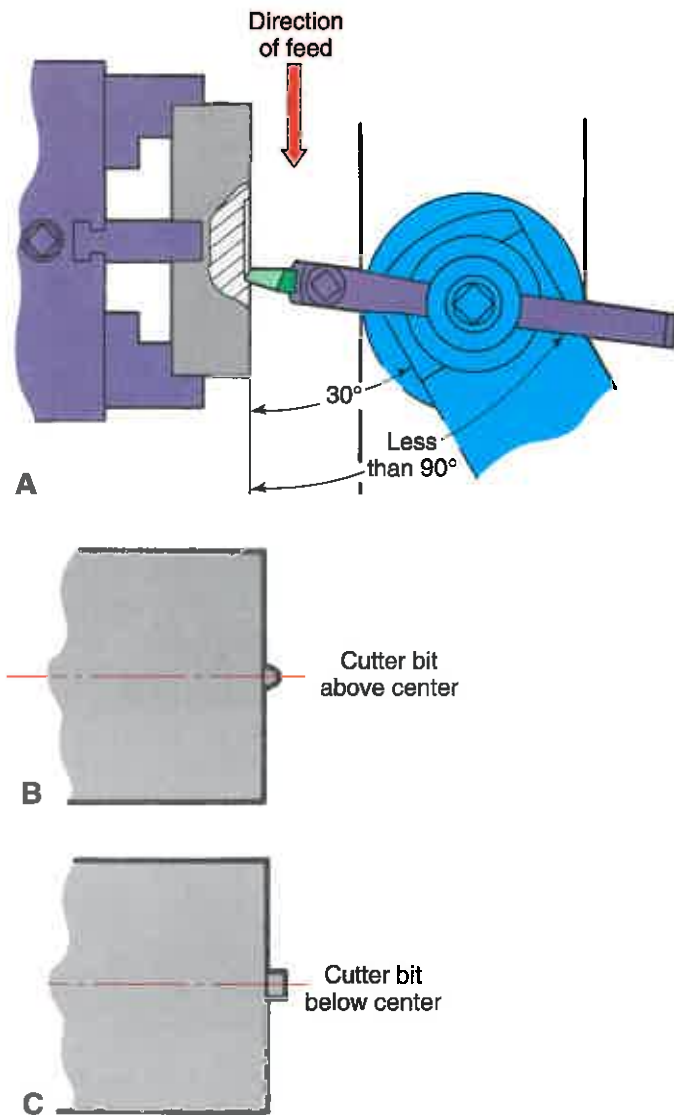 Direction
of feed
30°
Less
than 90°
A
Cutter bit
above center
B
Cutter bit
below center
C